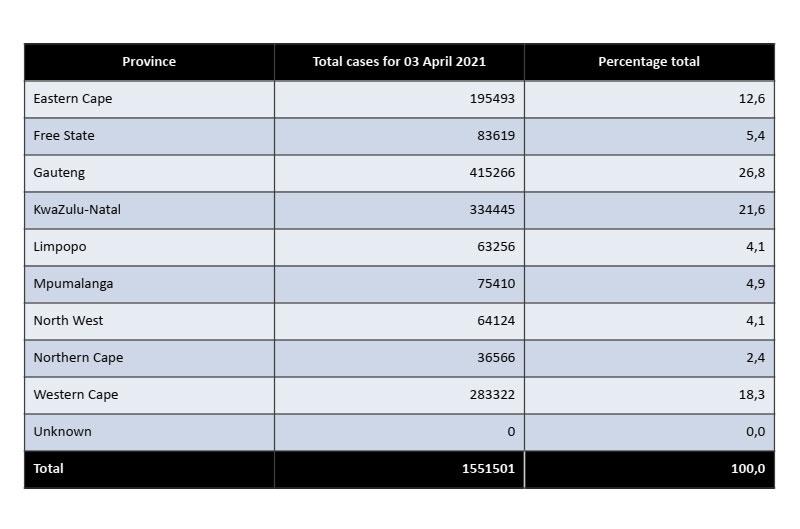 Province Total cases for 03 April 2021 Percentage total
Eastern Cape 195493 12,6
Free State 83619 5,4
Gauteng 415266 26,8
KwaZulu-Natal 334445 21,6
Limpopo 63256 4,1
Mpumalanga 75410 4,9
North West 64124 4,1
Northern Cape 36566 2,4
Western Cape 283322 18,3
Unknown 0 0,0
Total 1551501 100,0